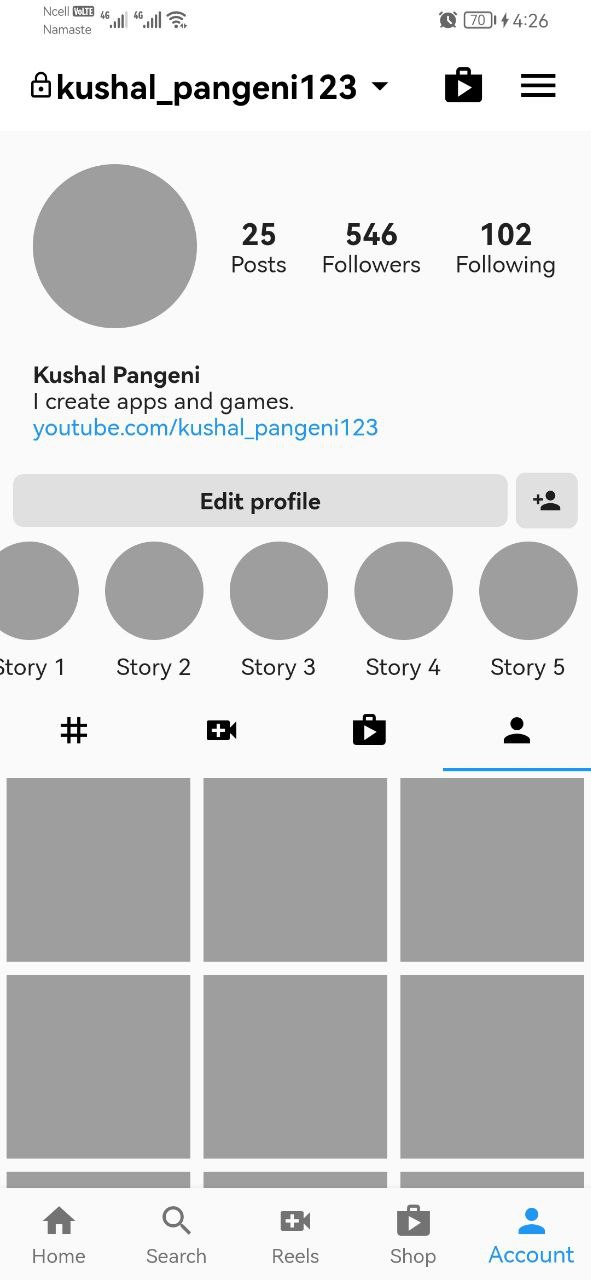 Ncell VoLTE 4G 4G 70 4:26
Namaste
kushal_pangeni123
25 546 102
Posts Followers Following
Kushal Pangeni
I create apps and games.
youtube.com/kushal_pangeni123
Edit profile
Story 1 Story 2 Story 3 Story 4 Story 5
Home Search Reels Shop Account